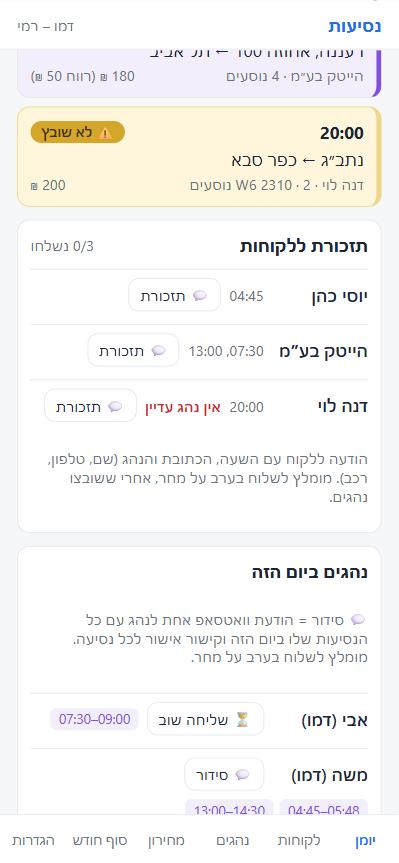 נסיעות
דמו – רמי
רעננה, אחוזה 100 ← תל אביב
הייטק בע״מ · 4 נוסעים
180 ₪ (רווח 50 ₪)
20:00
⚠️ לא שובץ
נתב״ג ← כפר סבא
דנה לוי · W6 2310 · 2 נוסעים
200 ₪
תזכורת ללקוחות
0/3 נשלחו
יוסי כהן 04:45 💬 תזכורת
הייטק בע״מ 07:30, 13:00 💬 תזכורת
דנה לוי 20:00 אין נהג עדיין 💬 תזכורת
הודעה ללקוח עם השעה, הכתובת והנהג (שם, טלפון,
רכב). מומלץ לשלוח בערב על מחר, אחרי ששובצו
נהגים.
נהגים ביום הזה
💬 סידור = הודעת וואטסאפ אחת לנהג עם כל
הנסיעות שלו ביום הזה וקישור אישור לכל נסיעה.
מומלץ לשלוח בערב על מחר.
אבי (דמו) ⏳ שליחה שוב 07:30–09:00
משה (דמו) 💬 סידור
04:45–05:48 13:00–14:30
יומן לקוחות נהגים מחירון סוף חודש הגדרות